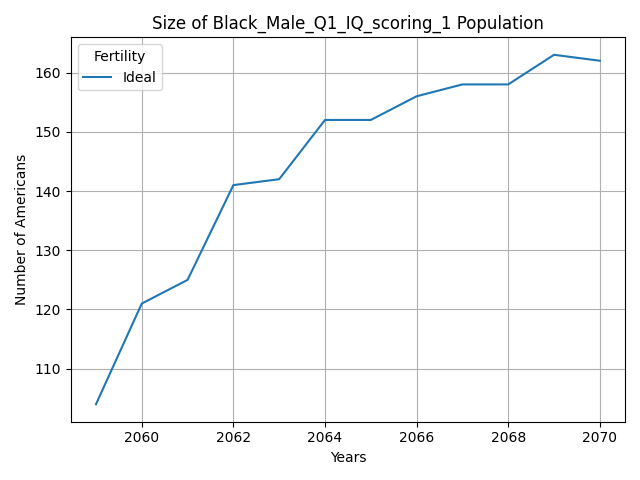 Size of Black_Male_Q1_IQ_scoring_1 Population
Fertility
Ideal
Number of Americans
160
150
140
130
120
110
2060 2062 2064 2066 2068 2070
Years